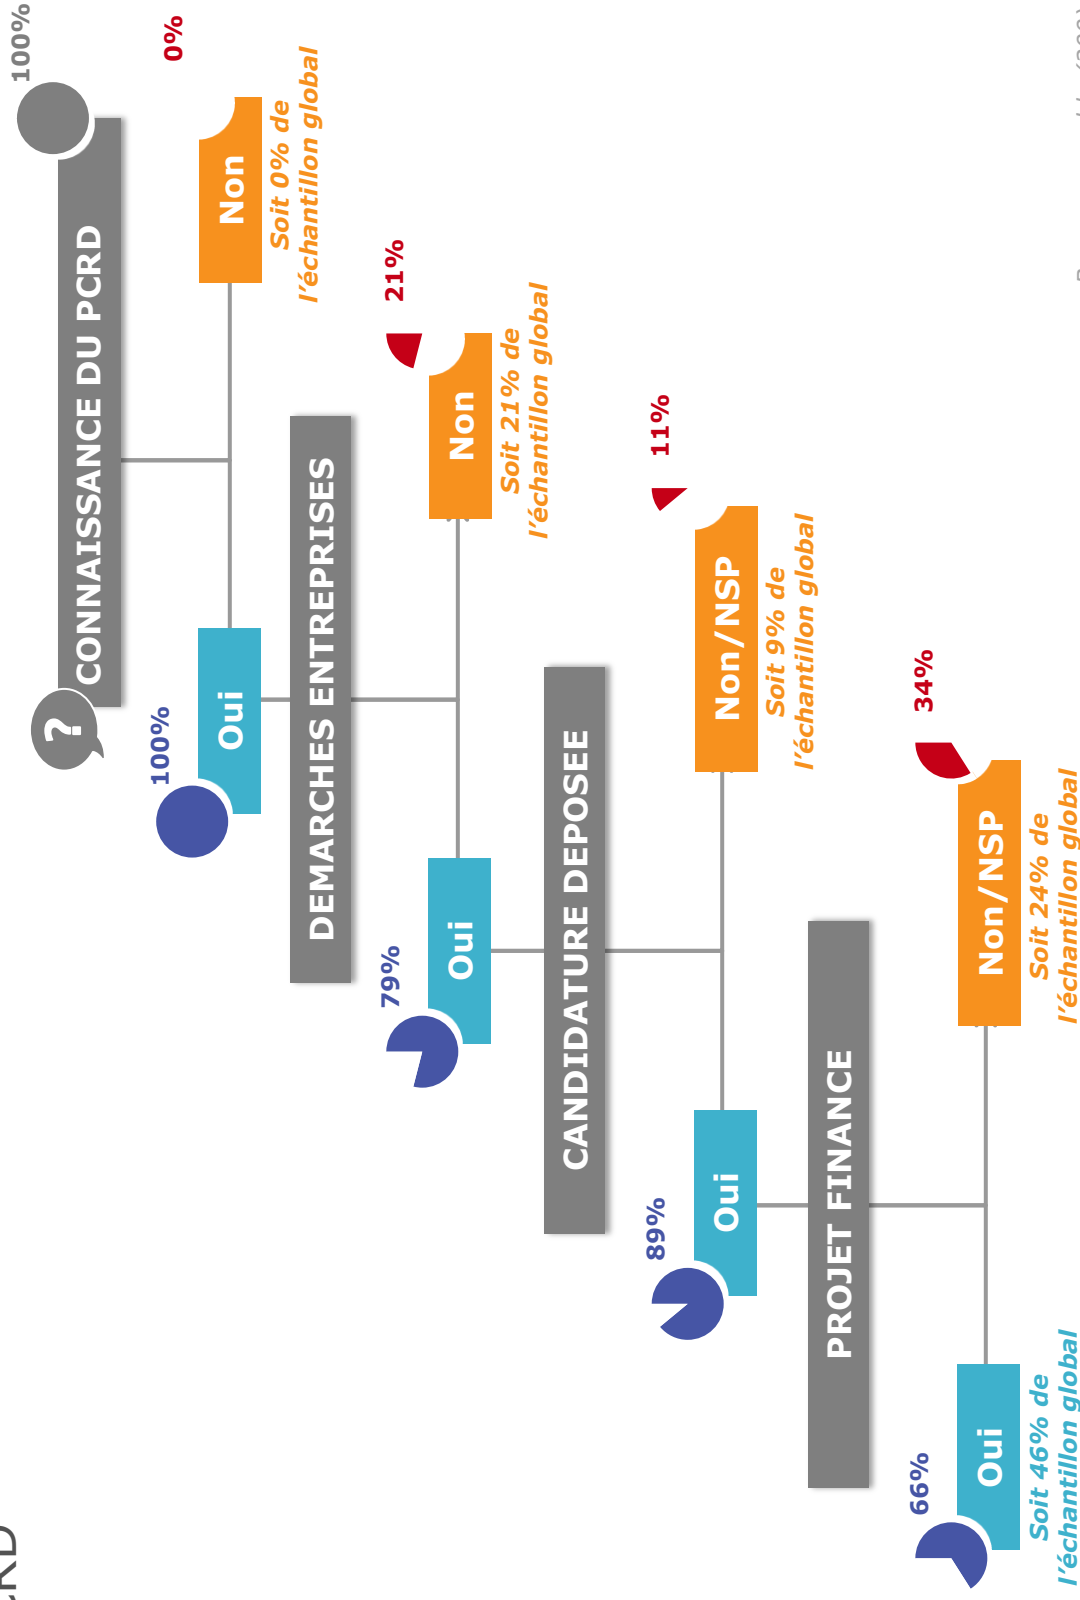 100%
?
CONNAISSANCE DU PCRD
100%
Oui
0%
Non
Soit 0% de
l'échantillon global
DEMARCHES ENTREPRISES
79%
Oui
21%
Non
Soit 21% de
l'échantillon global
CANDIDATURE DEPOSEE
89%
Oui
11%
Non/NSP
Soit 9% de
l'échantillon global
PROJET FINANCE
66%
Oui
Soit 46% de
l'échantillon global
34%
Non/NSP
Soit 24% de
l'échantillon global